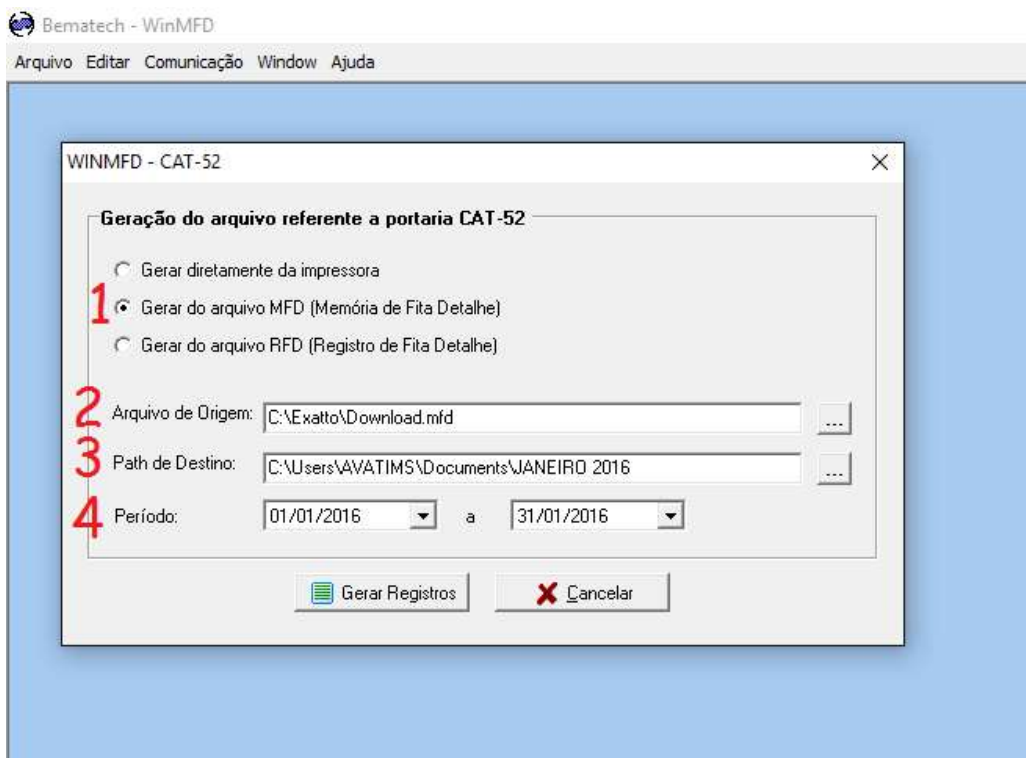 Bematech - WinMFD
Arquivo Editar Comunicação Window Ajuda
WINMFD - CAT-52
Geração do arquivo referente a portaria CAT-52
Gerar diretamente da impressora
1 Gerar do arquivo MFD (Memória de Fita Detalhe)
Gerar do arquivo RFD (Registro de Fita Detalhe)
2 Arquivo de Origem: C:\Exatto\Download.mfd ...
3 Path de Destino: C:\Users\AVATIMS\Documents\JANEIRO 2016 ...
4 Período: 01/01/2016 a 31/01/2016
Gerar Registros Cancelar